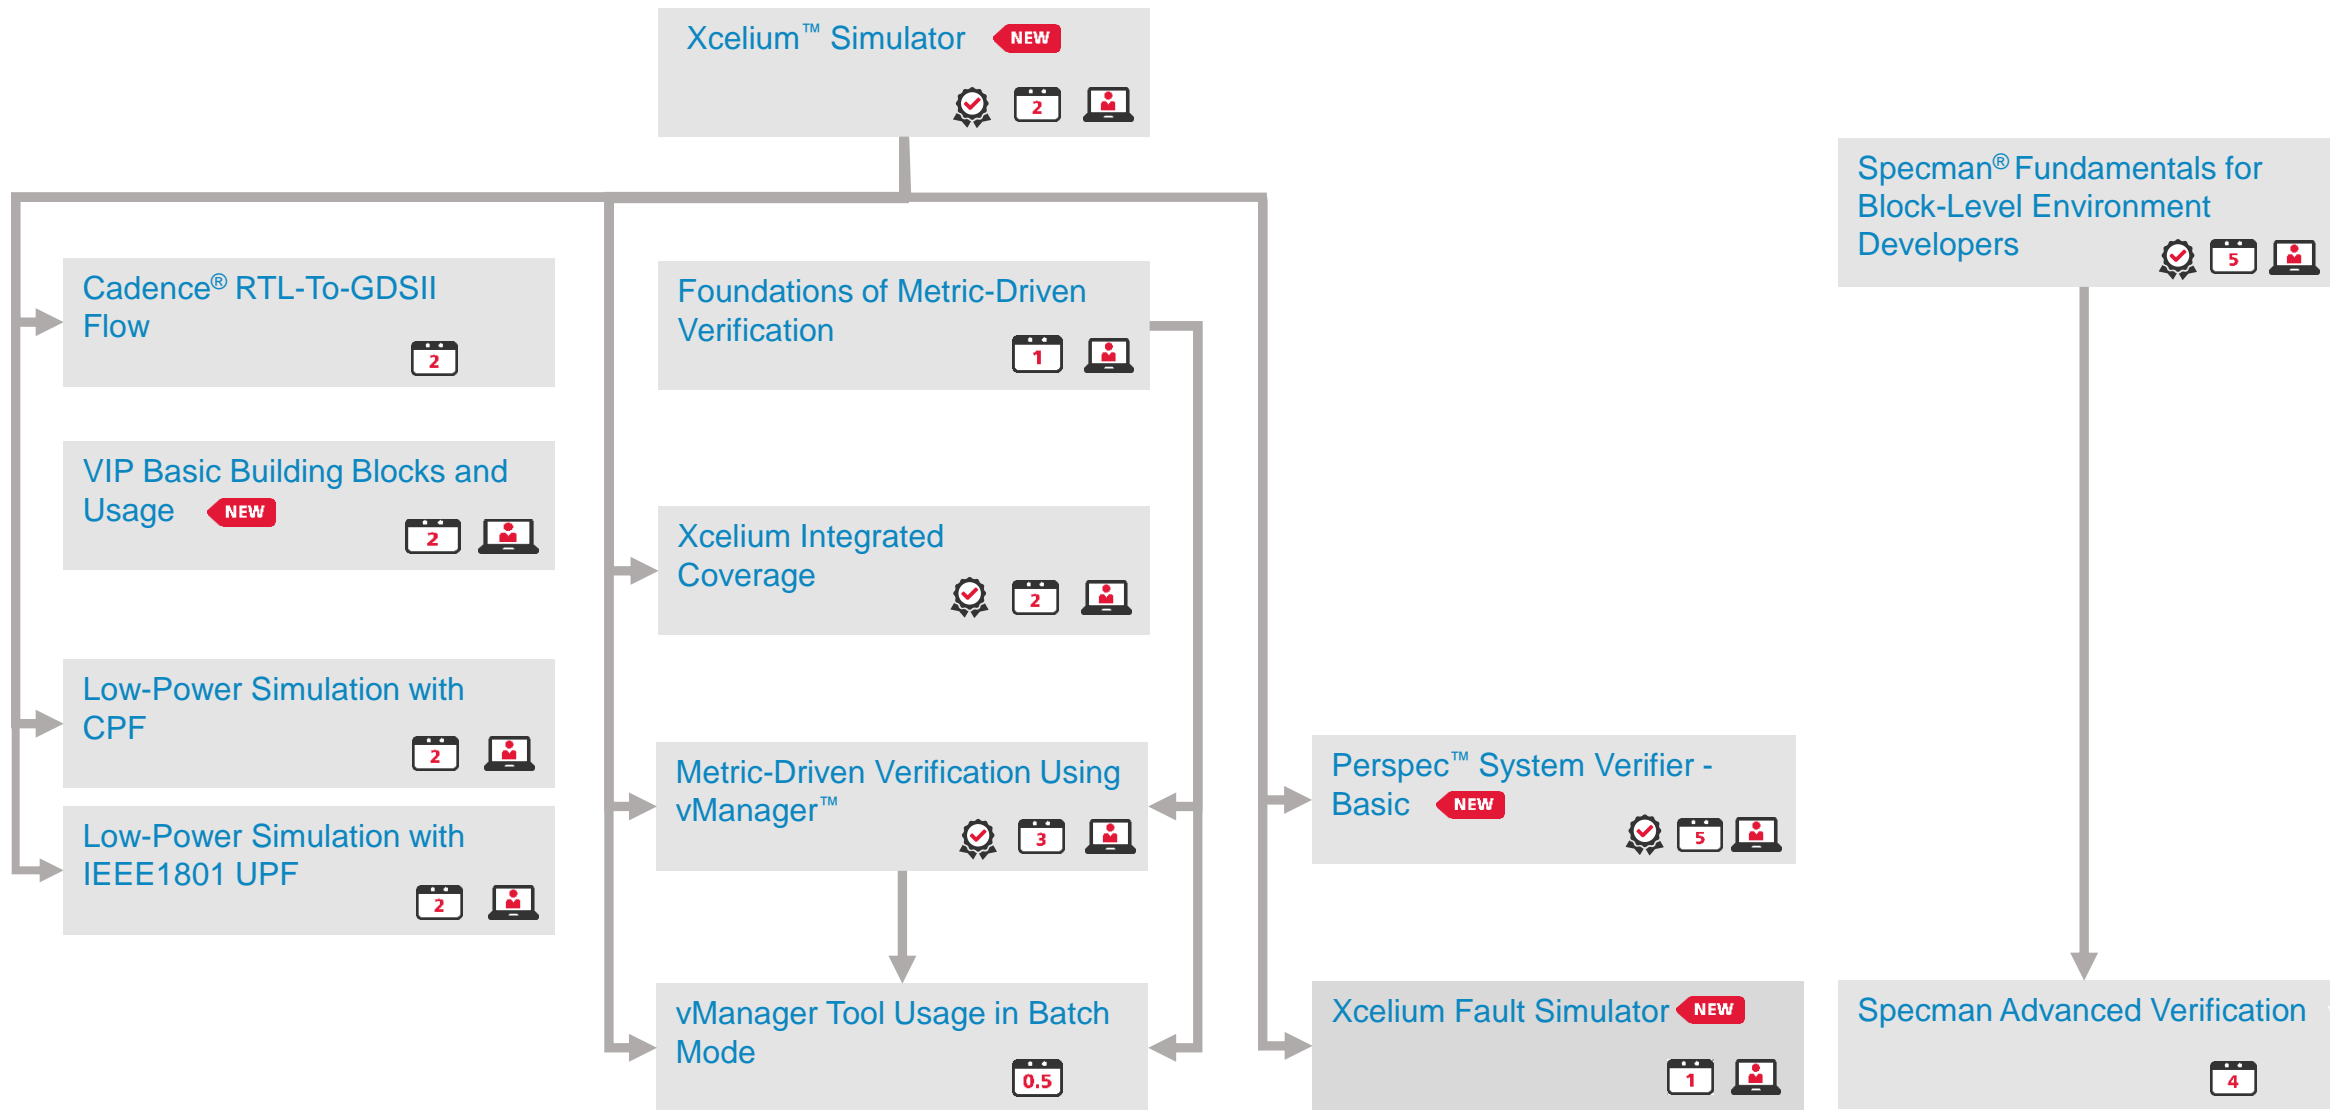 Xcelium™ Simulator NEW
2
Specman® Fundamentals for
Block-Level Environment
Developers
5
Cadence® RTL-To-GDSII
Flow
2
Foundations of Metric-Driven
Verification
1
VIP Basic Building Blocks and
Usage NEW
2
Xcelium Integrated
Coverage
2
Low-Power Simulation with
CPF
2
Metric-Driven Verification Using
vManager™
3
Perspec™ System Verifier -
Basic NEW
5
Low-Power Simulation with
IEEE1801 UPF
2
vManager Tool Usage in Batch
Mode
0.5
Xcelium Fault Simulator NEW
1
Specman Advanced Verification
4